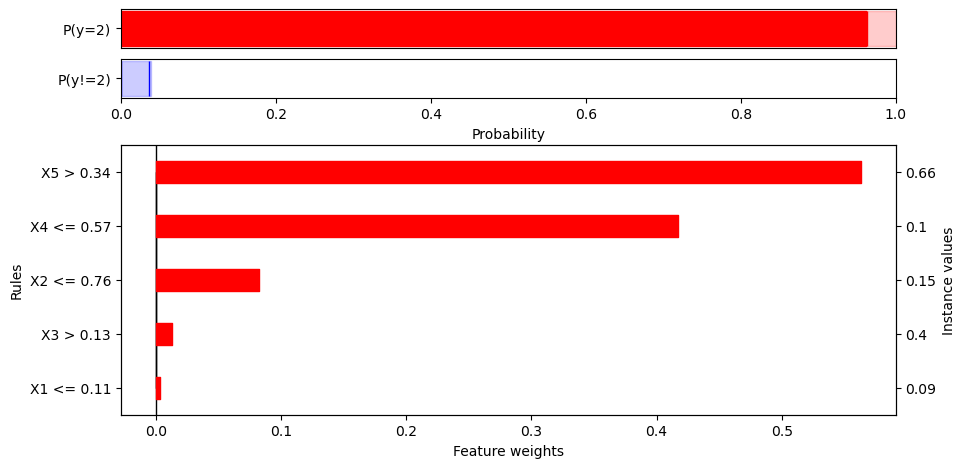 P(y=2)
P(y!=2)
0.0 0.2 0.4 0.6 0.8 1.0
Probability
X5 > 0.34 0.66
X4 <= 0.57 0.1
X2 <= 0.76 0.15
X3 > 0.13 0.4
X1 <= 0.11 0.09
Rules
Instance values
0.0 0.1 0.2 0.3 0.4 0.5
Feature weights